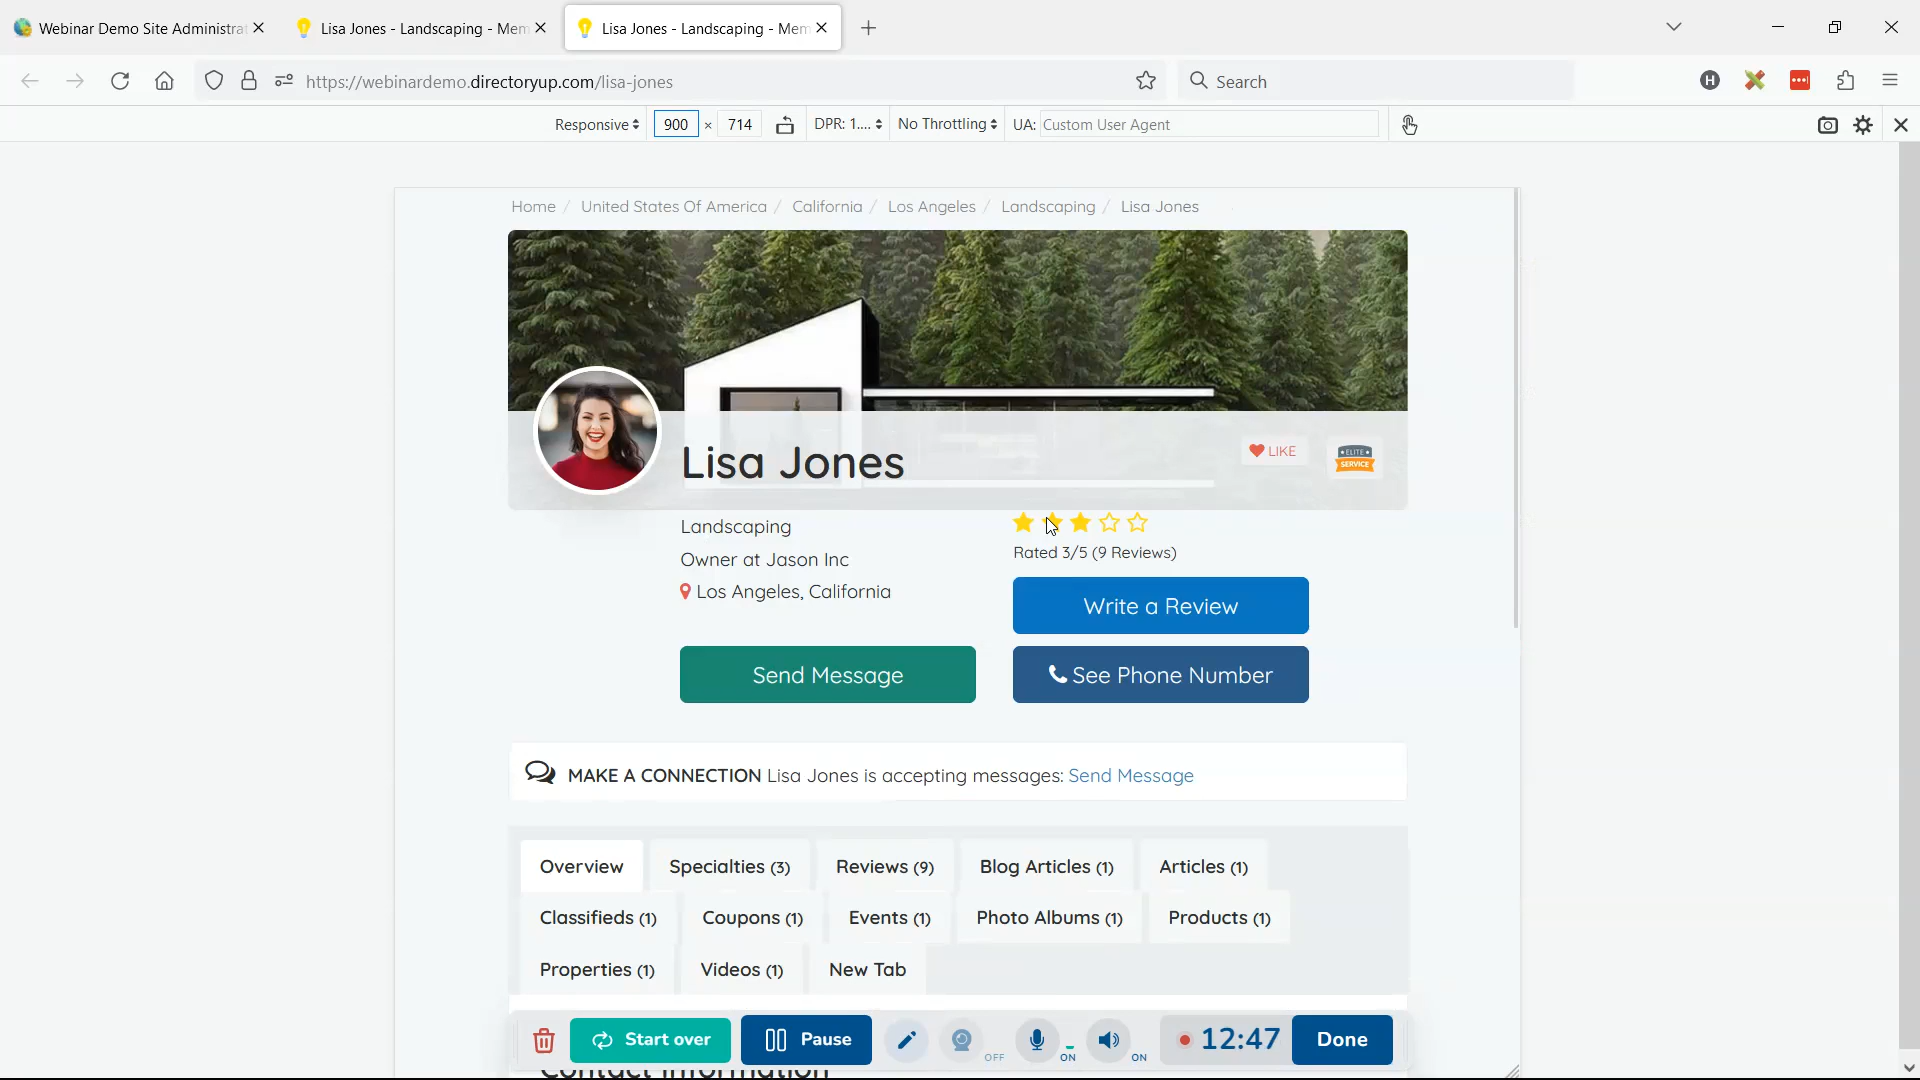 Webinar Demo Site Administrat
Lisa Jones - Landscaping - Mem
Lisa Jones - Landscaping - Mem
https://webinardemo.directoryup.com/lisa-jones
Search
H
Responsive
900 × 714
DPR: 1....
No Throttling
UA: Custom User Agent
Home / United States Of America / California / Los Angeles / Landscaping / Lisa Jones
Lisa Jones
LIKE
ELITE
SERVICE
Landscaping
Owner at Jason Inc
Los Angeles, California
Rated 3/5 (9 Reviews)
Write a Review
Send Message
See Phone Number
MAKE A CONNECTION Lisa Jones is accepting messages: Send Message
Overview
Specialties (3)
Reviews (9)
Blog Articles (1)
Articles (1)
Classifieds (1)
Coupons (1)
Events (1)
Photo Albums (1)
Products (1)
Properties (1)
Videos (1)
New Tab
Start over
Pause
OFF
ON
ON
12:47
Done
Contact Information